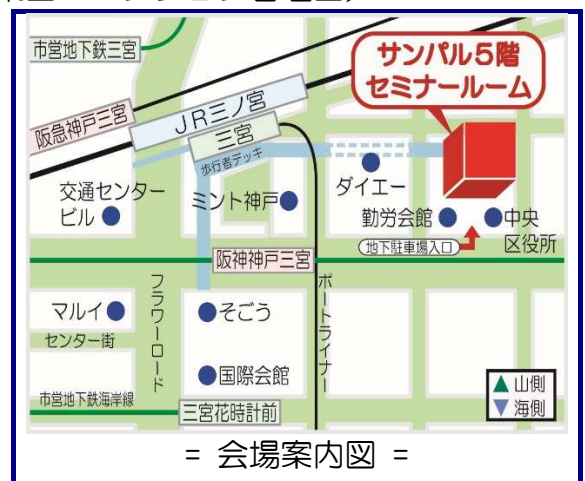 市営地下鉄三宮
サンパル5階
セミナールーム
阪急神戸三宮
JR三ノ宮
三宮
歩行者デッキ
交通センター
ビル
ミント神戸
ダイエー
勤労会館
中央
区役所
地下駐車場入口
阪神神戸三宮
フラワーロード
ポートライナー
マルイ
そごう
センター街
国際会館
市営地下鉄海岸線
三宮花時計前
▲山側
▼海側
= 会場案内図 =